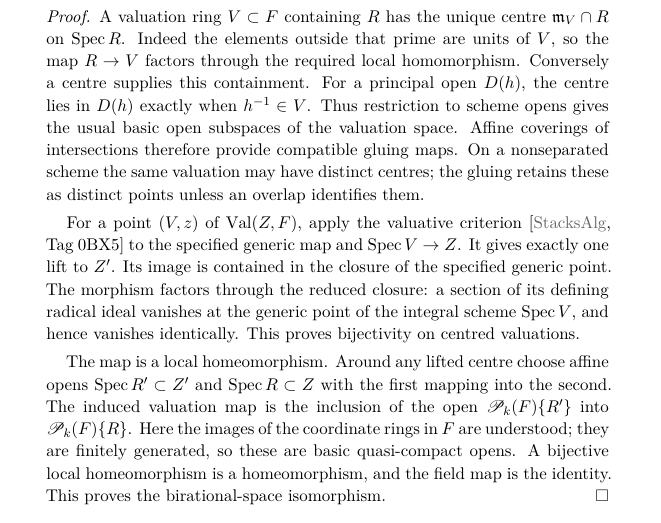 Proof. A valuation ring V ⊂ F containing R has the unique centre 𝔪_V ∩ R
on Spec R. Indeed the elements outside that prime are units of V, so the
map R → V factors through the required local homomorphism. Conversely
a centre supplies this containment. For a principal open D(h), the centre
lies in D(h) exactly when h⁻¹ ∈ V. Thus restriction to scheme opens gives
the usual basic open subspaces of the valuation space. Affine coverings of
intersections therefore provide compatible gluing maps. On a nonseparated
scheme the same valuation may have distinct centres; the gluing retains these
as distinct points unless an overlap identifies them.
For a point (V, z) of Val(Z, F), apply the valuative criterion [StacksAlg,
Tag 0BX5] to the specified generic map and Spec V → Z. It gives exactly one
lift to Z′. Its image is contained in the closure of the specified generic point.
The morphism factors through the reduced closure: a section of its defining
radical ideal vanishes at the generic point of the integral scheme Spec V, and
hence vanishes identically. This proves bijectivity on centred valuations.
The map is a local homeomorphism. Around any lifted centre choose affine
opens Spec R′ ⊂ Z′ and Spec R ⊂ Z with the first mapping into the second.
The induced valuation map is the inclusion of the open 𝒫_k(F){R′} into
𝒫_k(F){R}. Here the images of the coordinate rings in F are understood; they
are finitely generated, so these are basic quasi-compact opens. A bijective
local homeomorphism is a homeomorphism, and the field map is the identity.
This proves the birational-space isomorphism. □